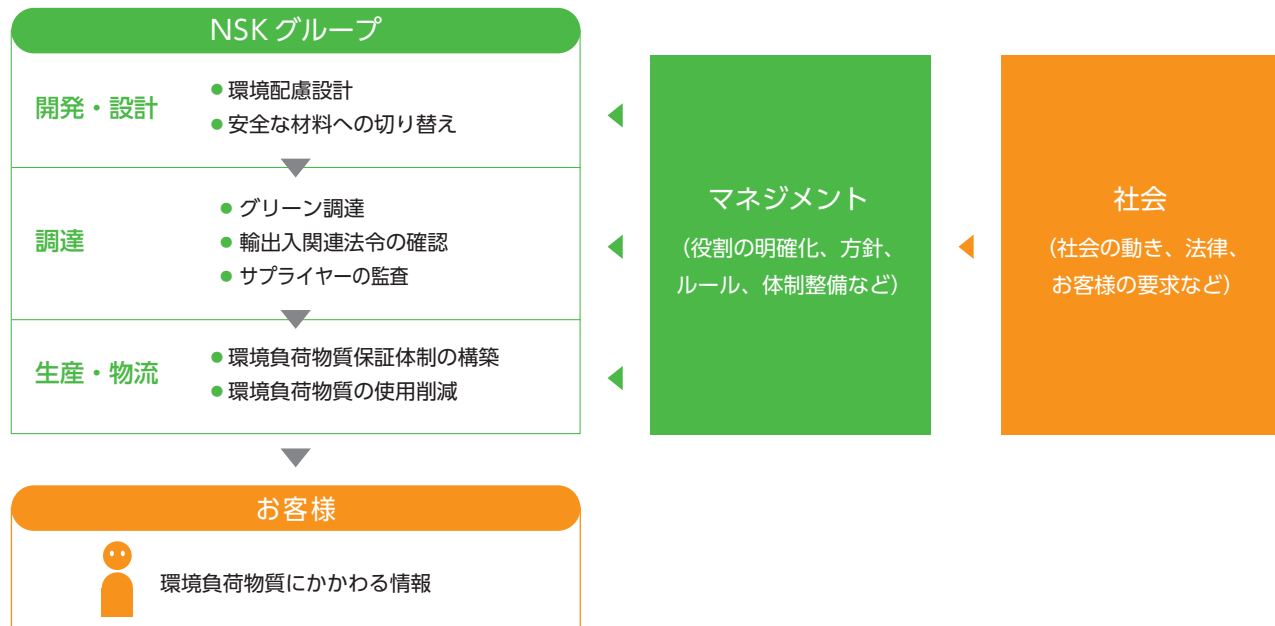 NSKグループ
開発・設計
●環境配慮設計
●安全な材料への切り替え
調達
●グリーン調達
●輸出入関連法令の確認
●サプライヤーの監査
生産・物流
●環境負荷物質保証体制の構築
●環境負荷物質の使用削減
マネジメント
（役割の明確化、方針、
ルール、体制整備など）
社会
（社会の動き、法律、
お客様の要求など）
お客様
環境負荷物質にかかわる情報